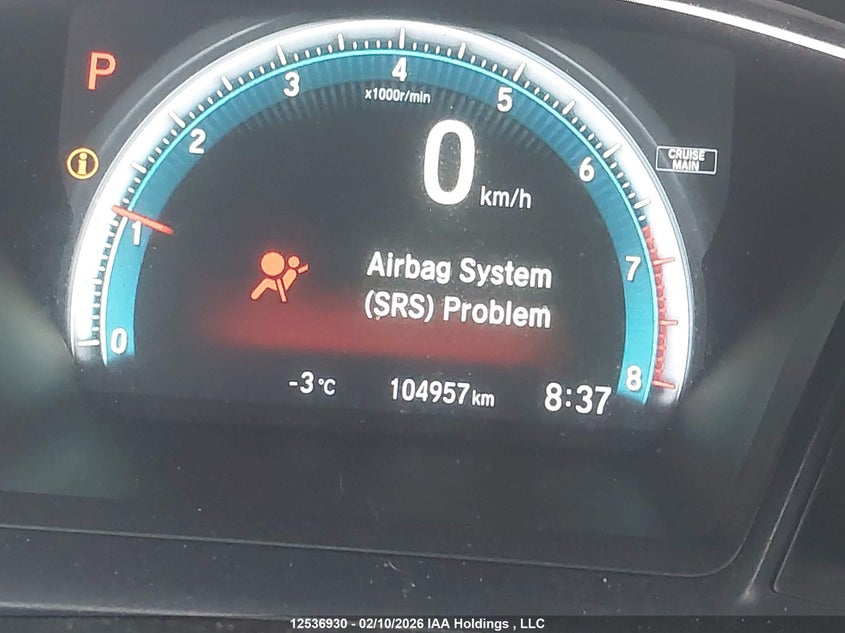 P
4
3
5
x1000r/min
2
0
km/h
CRUISE
MAIN
6
i
1
7
Airbag System
(SRS) Problem
0
8
-3°C
104957 km
8:37
12536930 - 02/10/2026 IAA Holdings , LLC